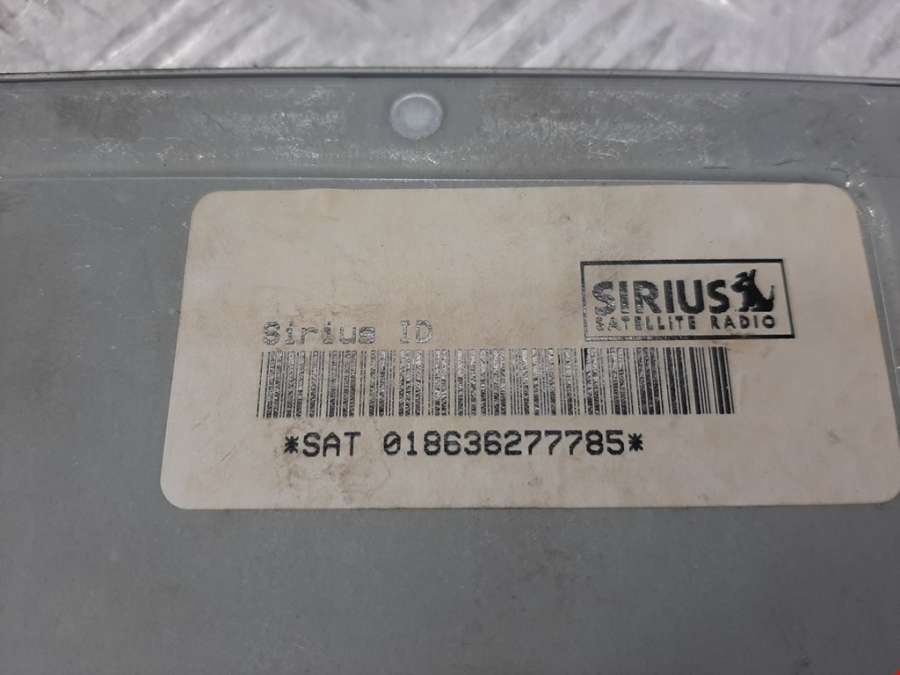 SIRIUS
SATELLITE RADIO
Sirius ID
*SAT 018636277785*